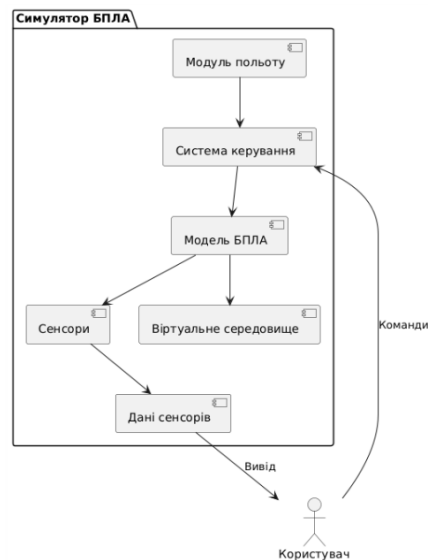 Симулятор БПЛА
Модуль польоту
Система керування
Модель БПЛА
Сенсори
Віртуальне середовище
Команди
Дані сенсорів
Вивід
Користувач